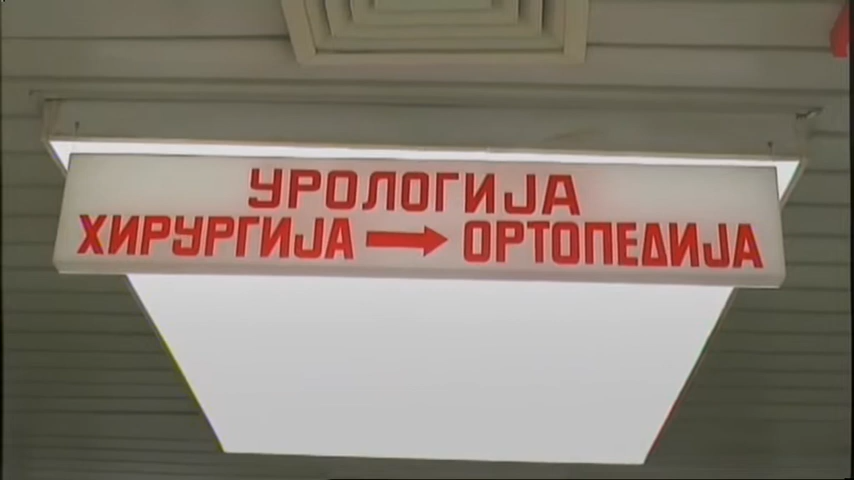 УРОЛОГИЈА
ХИРУРГИЈА → ОРТОПЕДИЈА